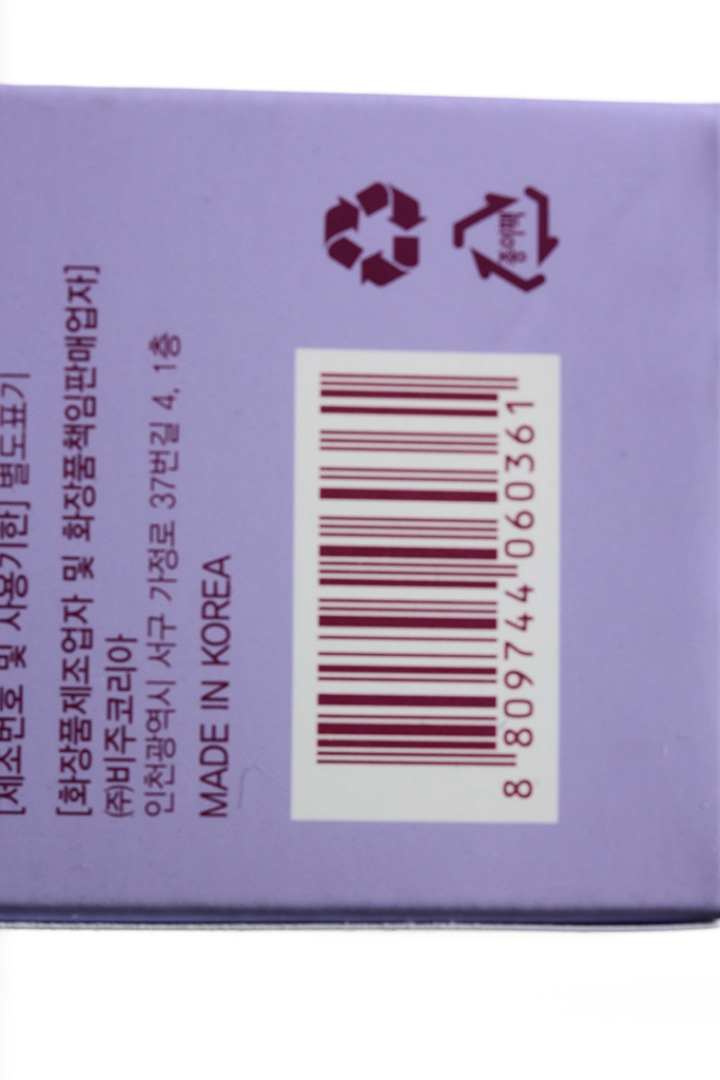 [제조번호 및 사용기한] 별도표기
[화장품제조업자 및 화장품책임판매업자]
㈜비주코리아
인천광역시 서구 가정로 37번길 4, 1층
MADE IN KOREA
8 809744 060361
종이팩